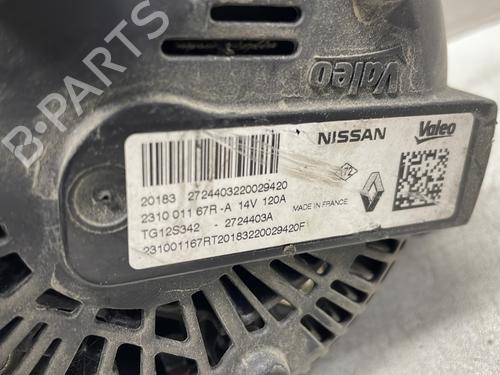 B-PARTS
Valeo
NISSAN
Valeo
20183 2724403220029420
2310 011 67R -A 14V 120A
TG12S342 - 2724403A
MADE IN FRANCE
231001167RT20183220029420F